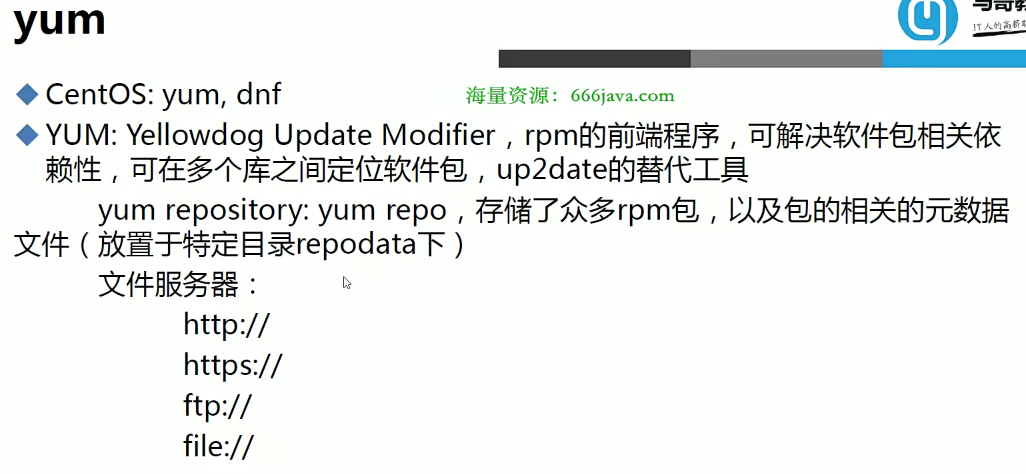 yum
IT人的高薪
CentOS: yum, dnf
海量资源：666java.com
YUM: Yellowdog Update Modifier，rpm的前端程序，可解决软件包相关依
赖性，可在多个库之间定位软件包，up2date的替代工具
yum repository: yum repo，存储了众多rpm包，以及包的相关的元数据
文件（放置于特定目录repodata下）
文件服务器：
http://
https://
ftp://
file://